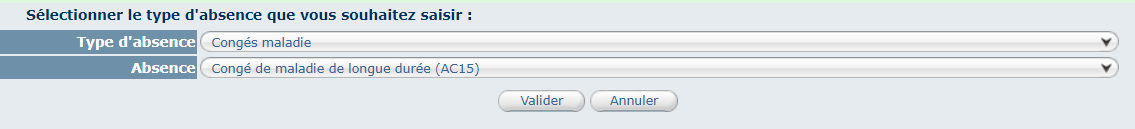 Sélectionner le type d'absence que vous souhaitez saisir :
Type d'absence Congés maladie
Absence Congé de maladie de longue durée (AC15)
Valider Annuler